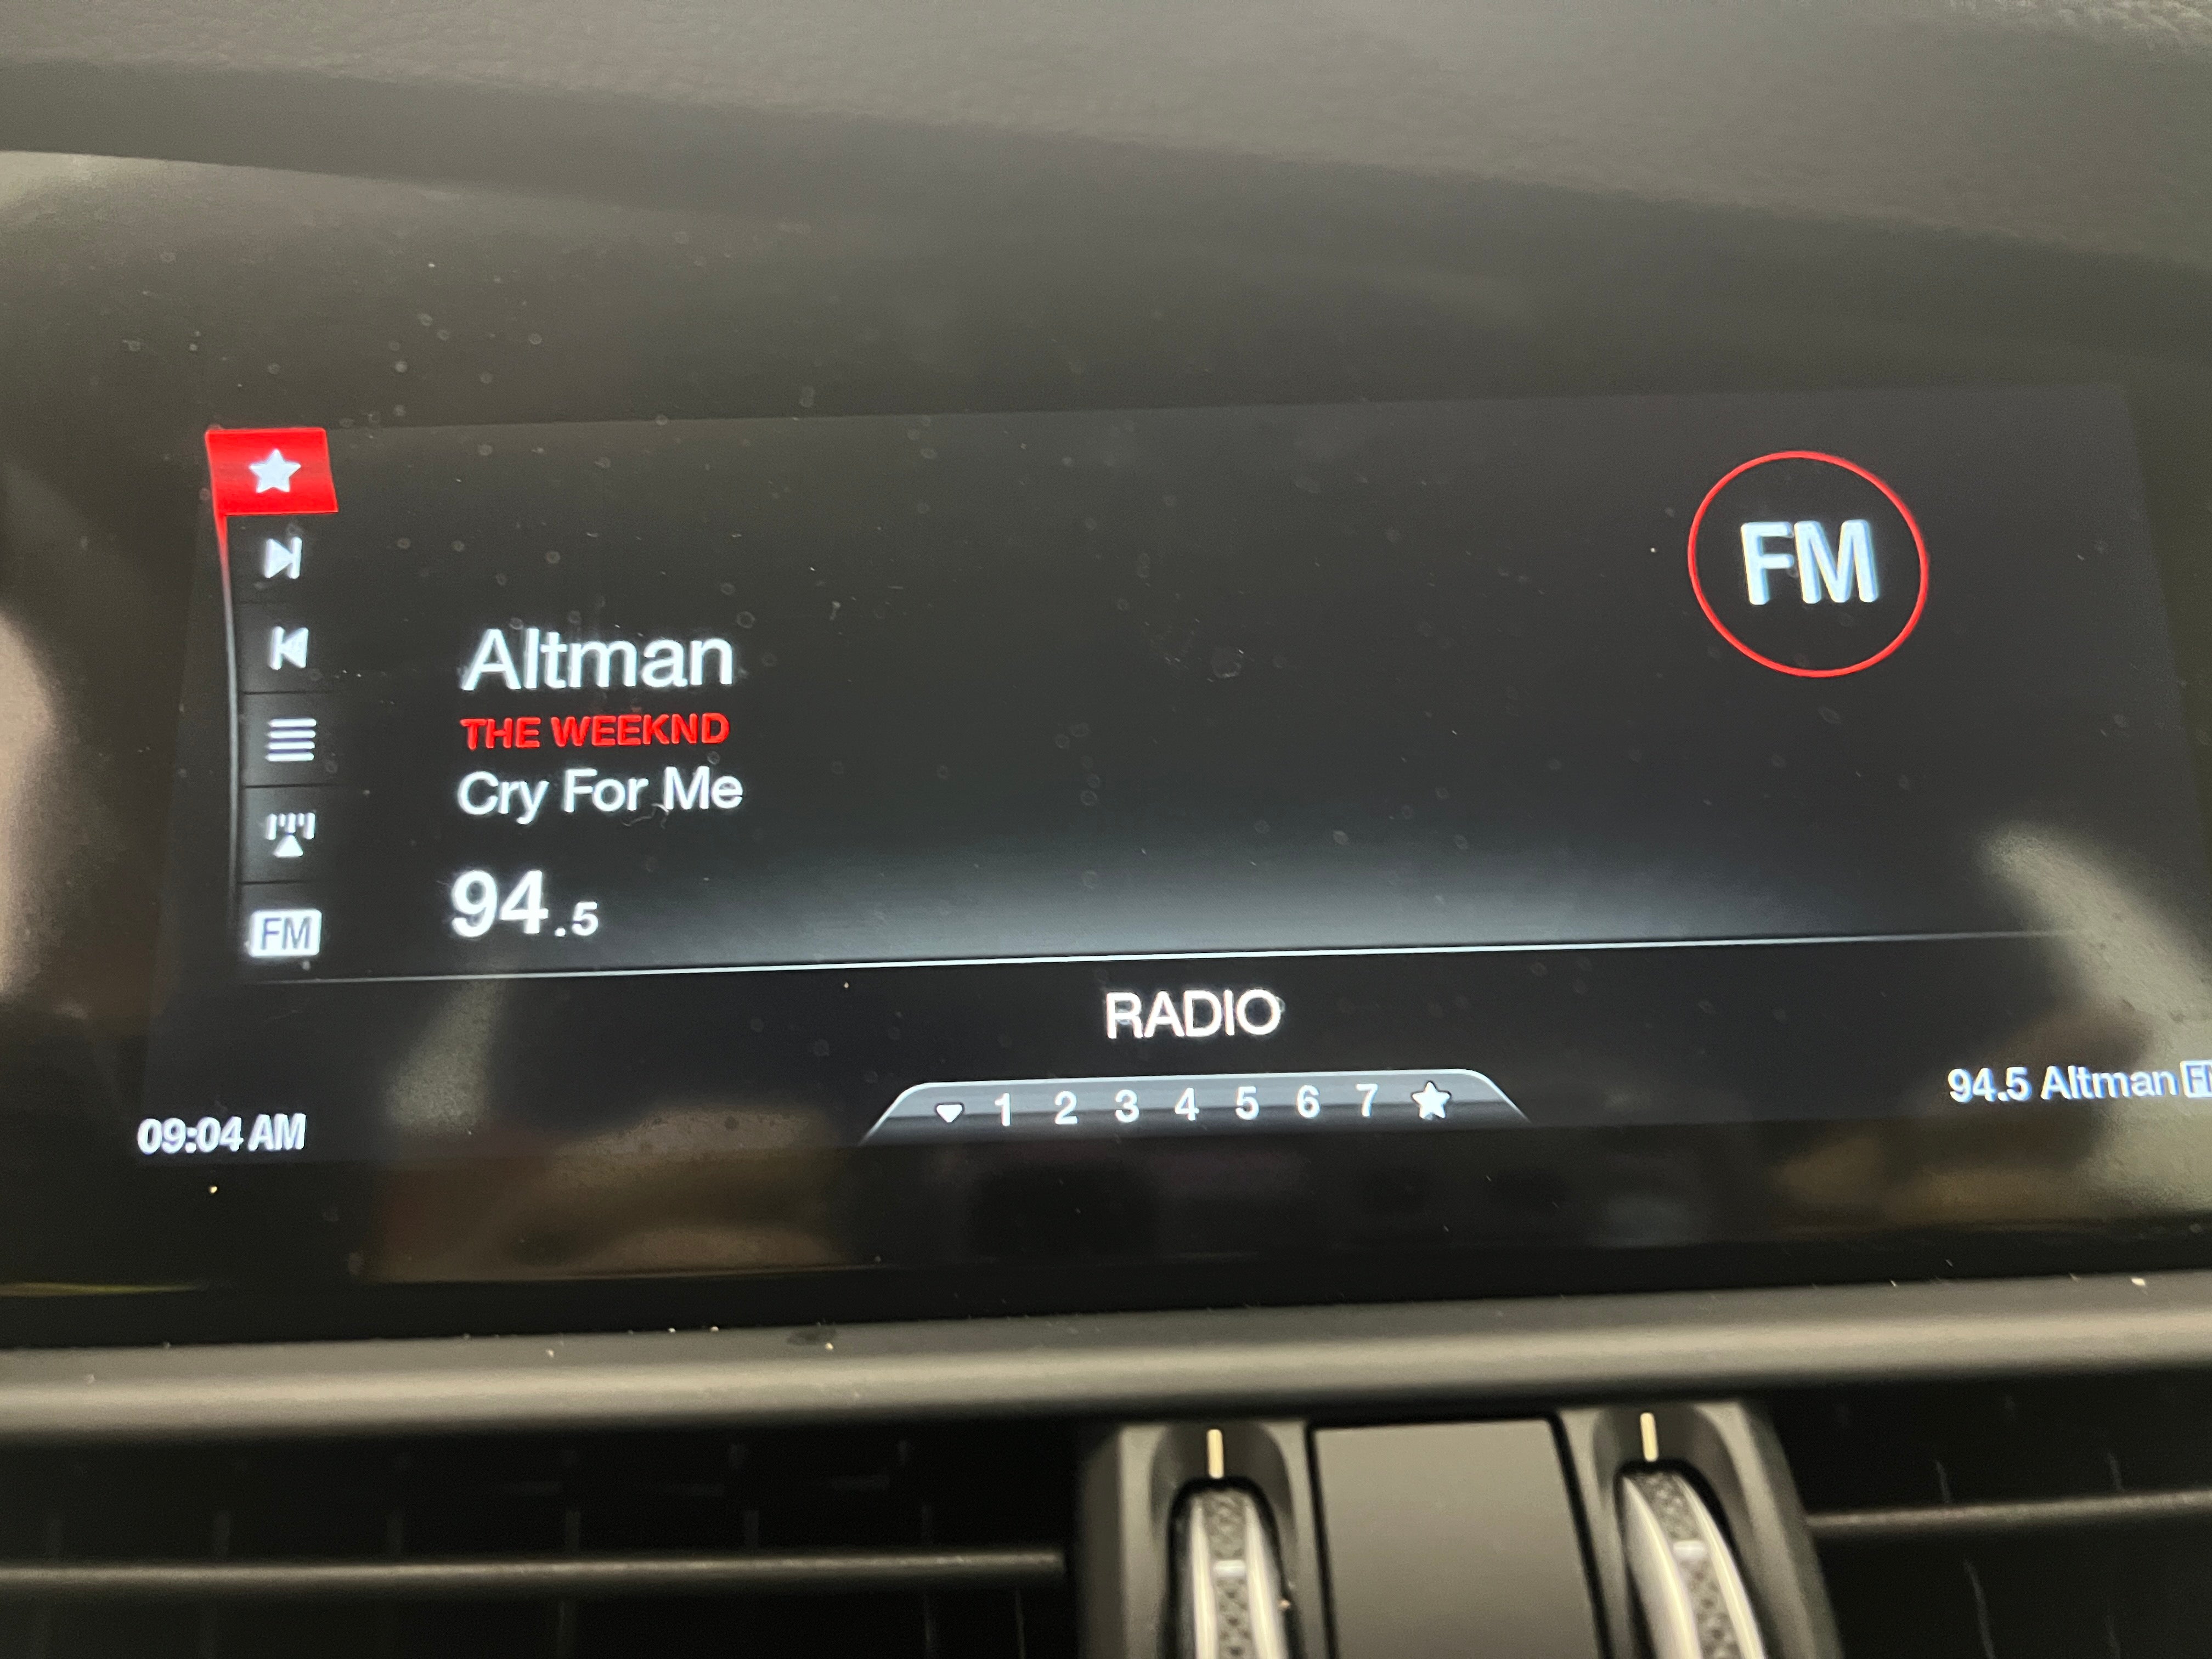 FM
Altman
THE WEEKND
Cry For Me
94.5
FM
RADIO
1 2 3 4 5 6 7
09:04 AM
94.5 Altman